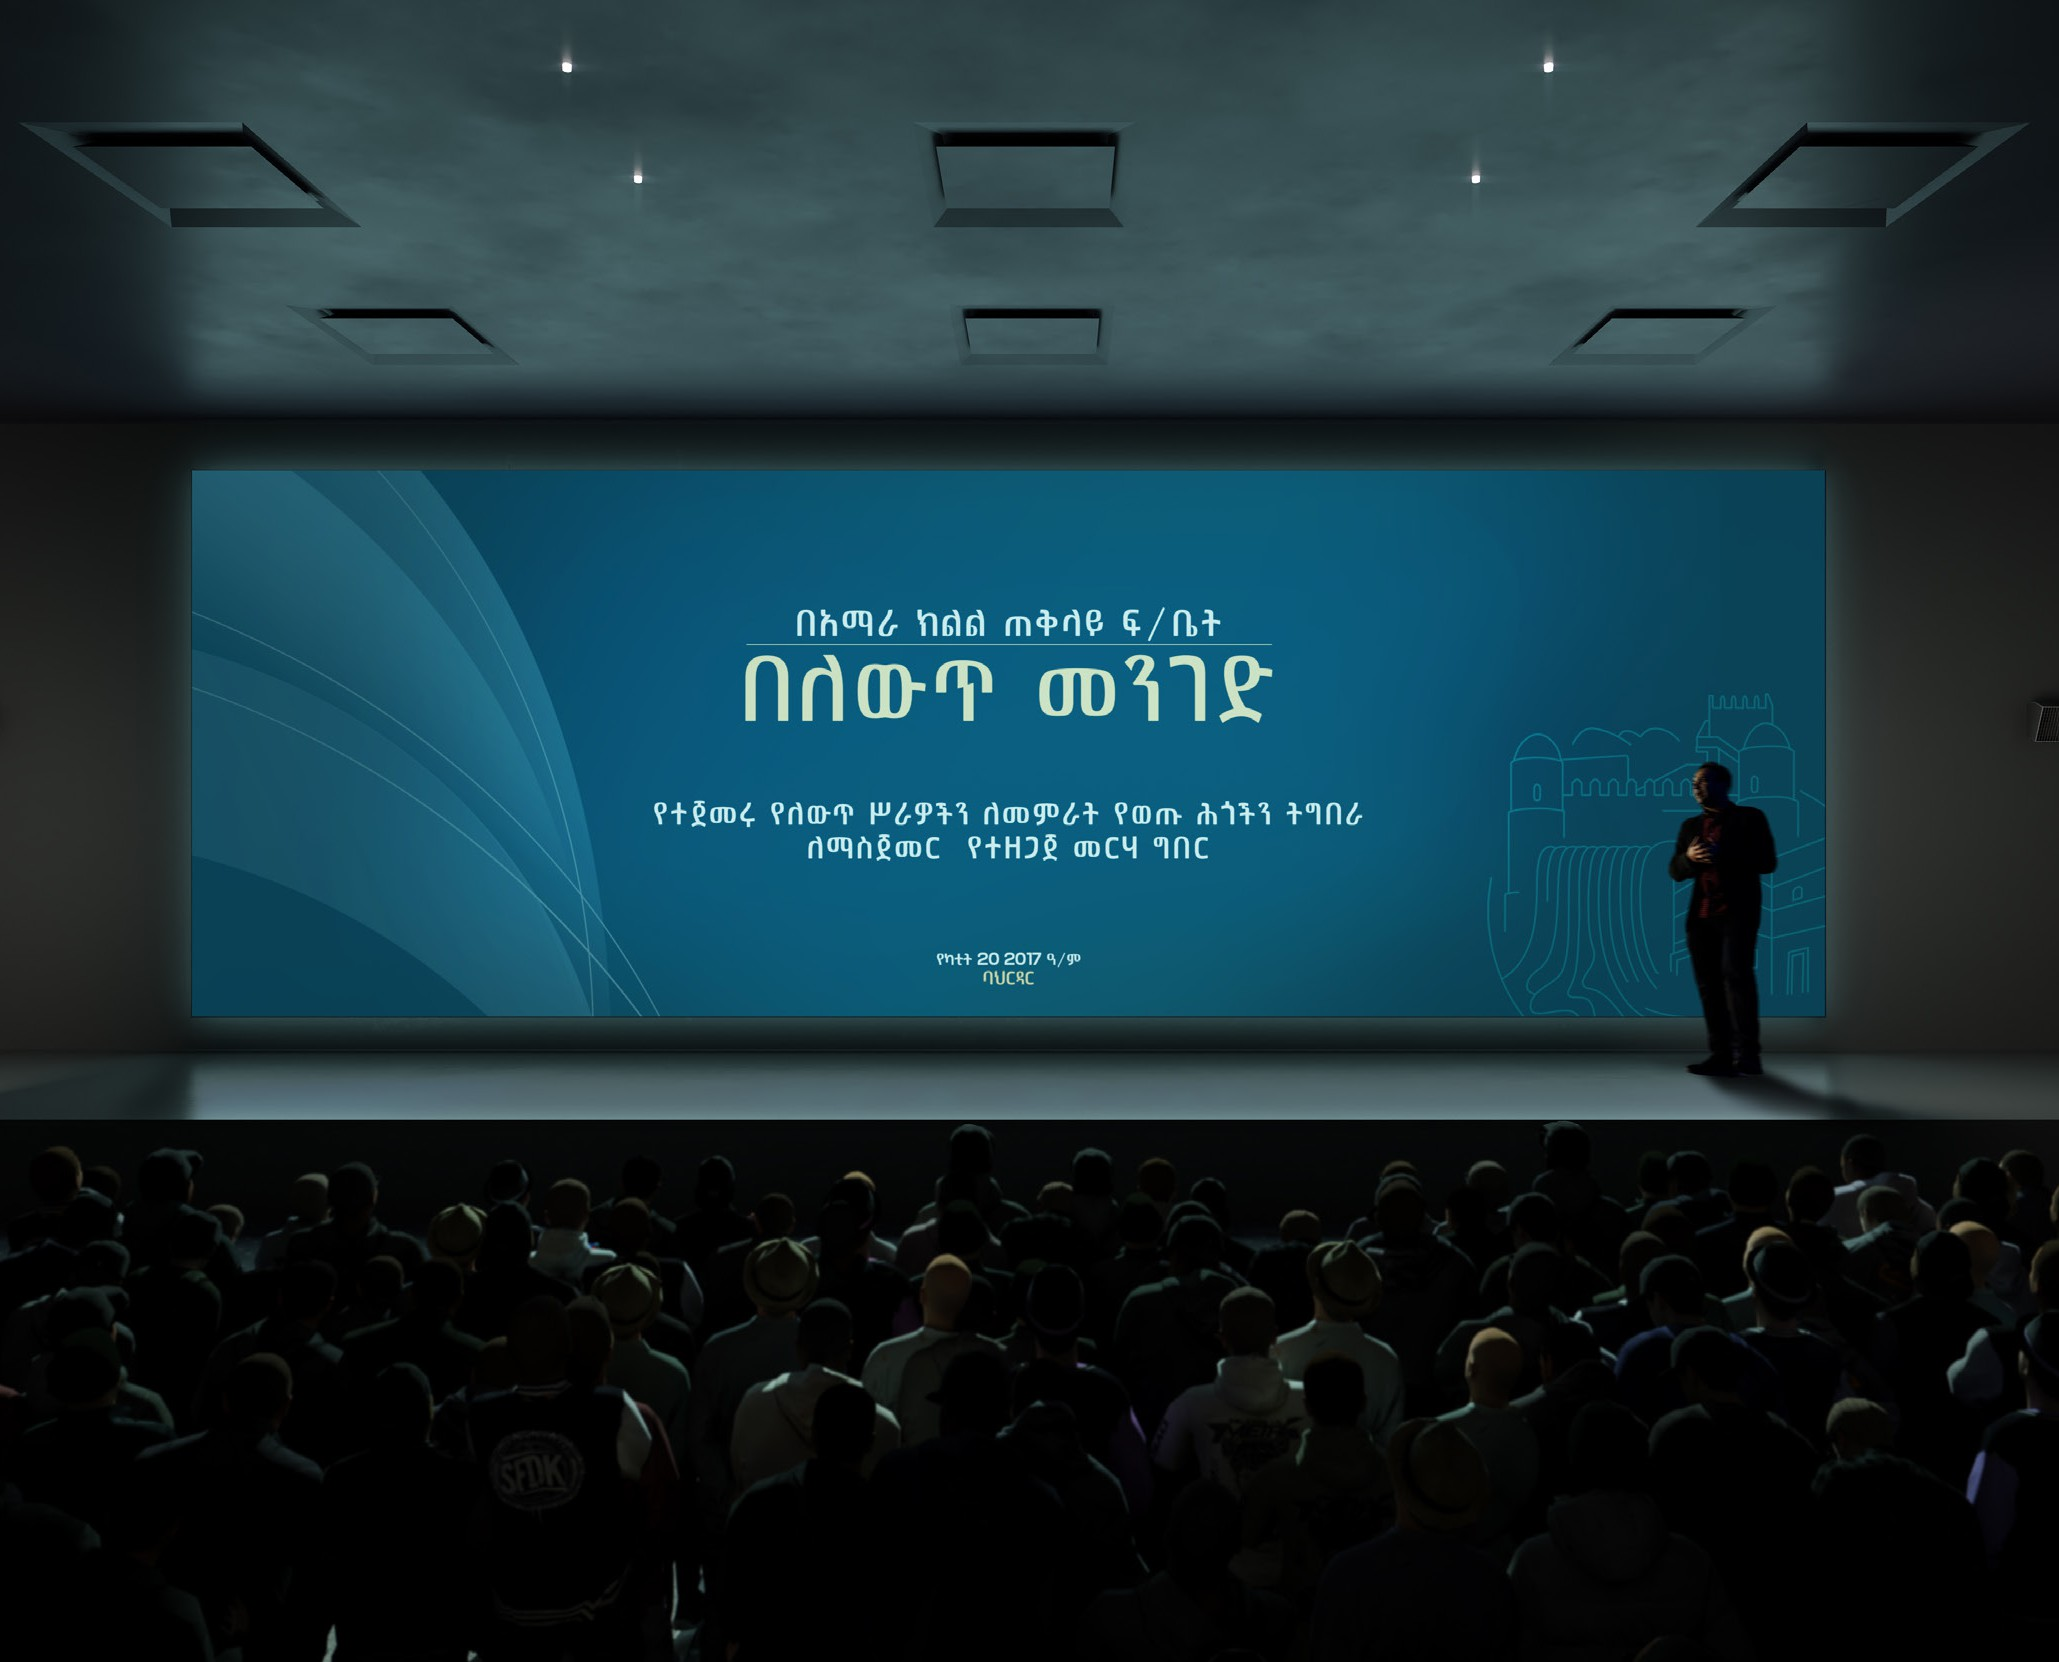 በአማራ ክልል ጠቅላይ ፍ/ቤት
በለውጥ መንገድ
የተጀመሩ የለውጥ ሥራዎችን ለመምራት የወጡ ሕጎችን ትግበራ
ለማስጀመር የተዘጋጀ መርሃ ግበር
የካቲት 20 2017 ዓ/ም
ባህርዳር
SFDK